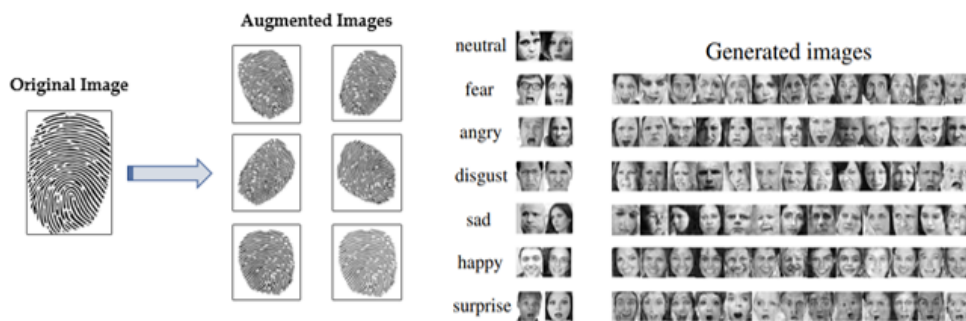 Augmented Images
Original Image
neutral
Generated images
fear
angry
disgust
sad
happy
surprise